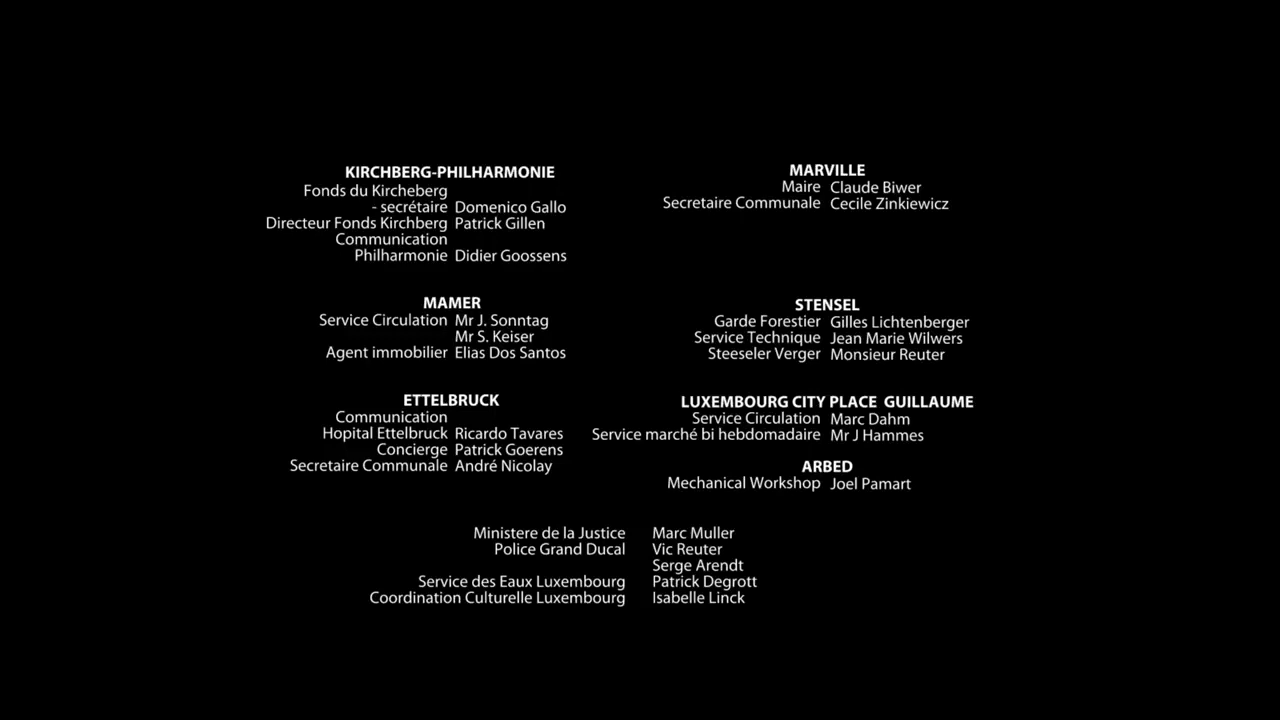 KIRCHBERG-PHILHARMONIE
Fonds du Kircheberg
- secrétaire Domenico Gallo
Directeur Fonds Kirchberg Patrick Gillen
Communication
Philharmonie Didier Goossens
MARVILLE
Maire Claude Biwer
Secretaire Communale Cecile Zinkiewicz
MAMER
Service Circulation Mr J. Sonntag
Mr S. Keiser
Agent immobilier Elias Dos Santos
STENSEL
Garde Forestier Gilles Lichtenberger
Service Technique Jean Marie Wilwers
Steeseler Verger Monsieur Reuter
ETTELBRUCK
Communication
Hopital Ettelbruck Ricardo Tavares
Concierge Patrick Goerens
Secretaire Communale André Nicolay
LUXEMBOURG CITY PLACE GUILLAUME
Service Circulation Marc Dahm
Service marché bi hebdomadaire Mr J Hammes
ARBED
Mechanical Workshop Joel Pamart
Ministere de la Justice Marc Muller
Police Grand Ducal Vic Reuter
Serge Arendt
Service des Eaux Luxembourg Patrick Degrott
Coordination Culturelle Luxembourg Isabelle Linck